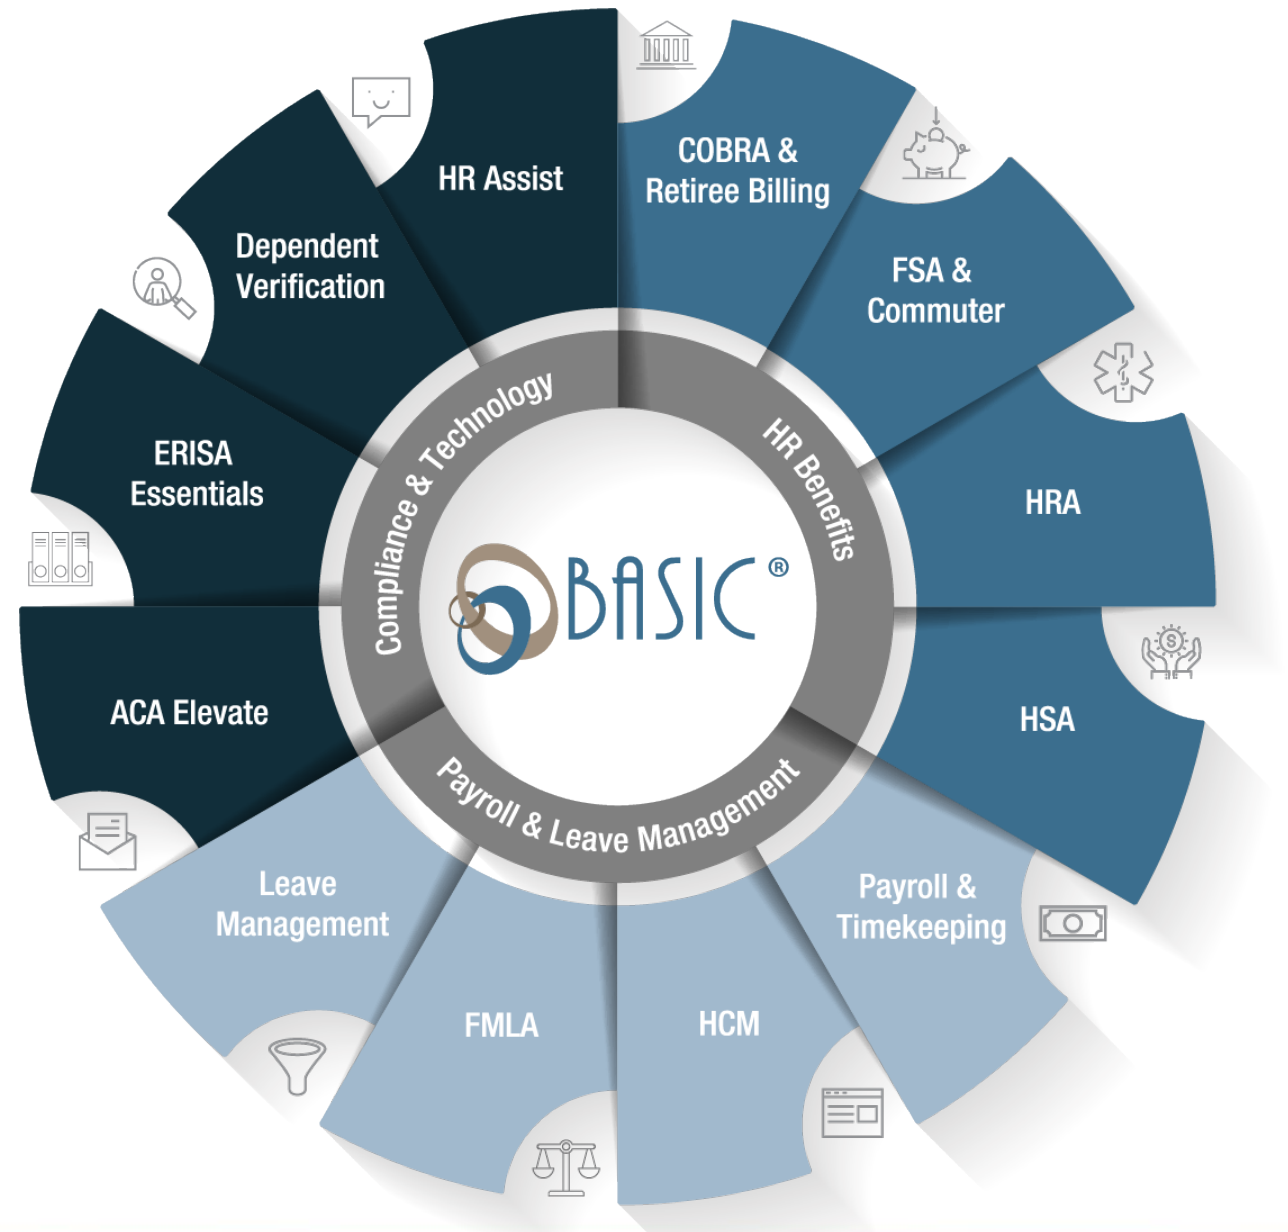 HR Assist
COBRA &
Retiree Billing
FSA &
Commuter
HRA
HSA
Payroll &
Timekeeping
HCM
FMLA
Leave
Management
ACA Elevate
ERISA
Essentials
Dependent
Verification
Compliance & Technology
HR Benefits
Payroll & Leave Management
BASIC®
S